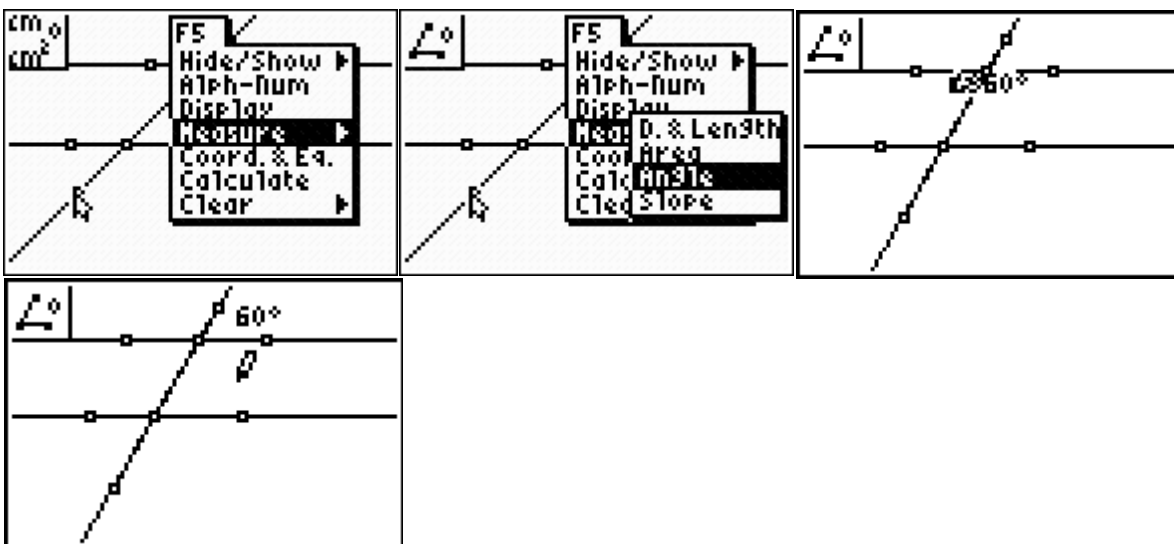 cm °
cm²
F5
Hide/Show
Alph-Num
Display
Measure
Coord. & Eq.
Calculate
Clear
°
F5
Hide/Show
Alph-Num
Display
D. & Length
Area
Angle
Slope
°
60°
°
60°